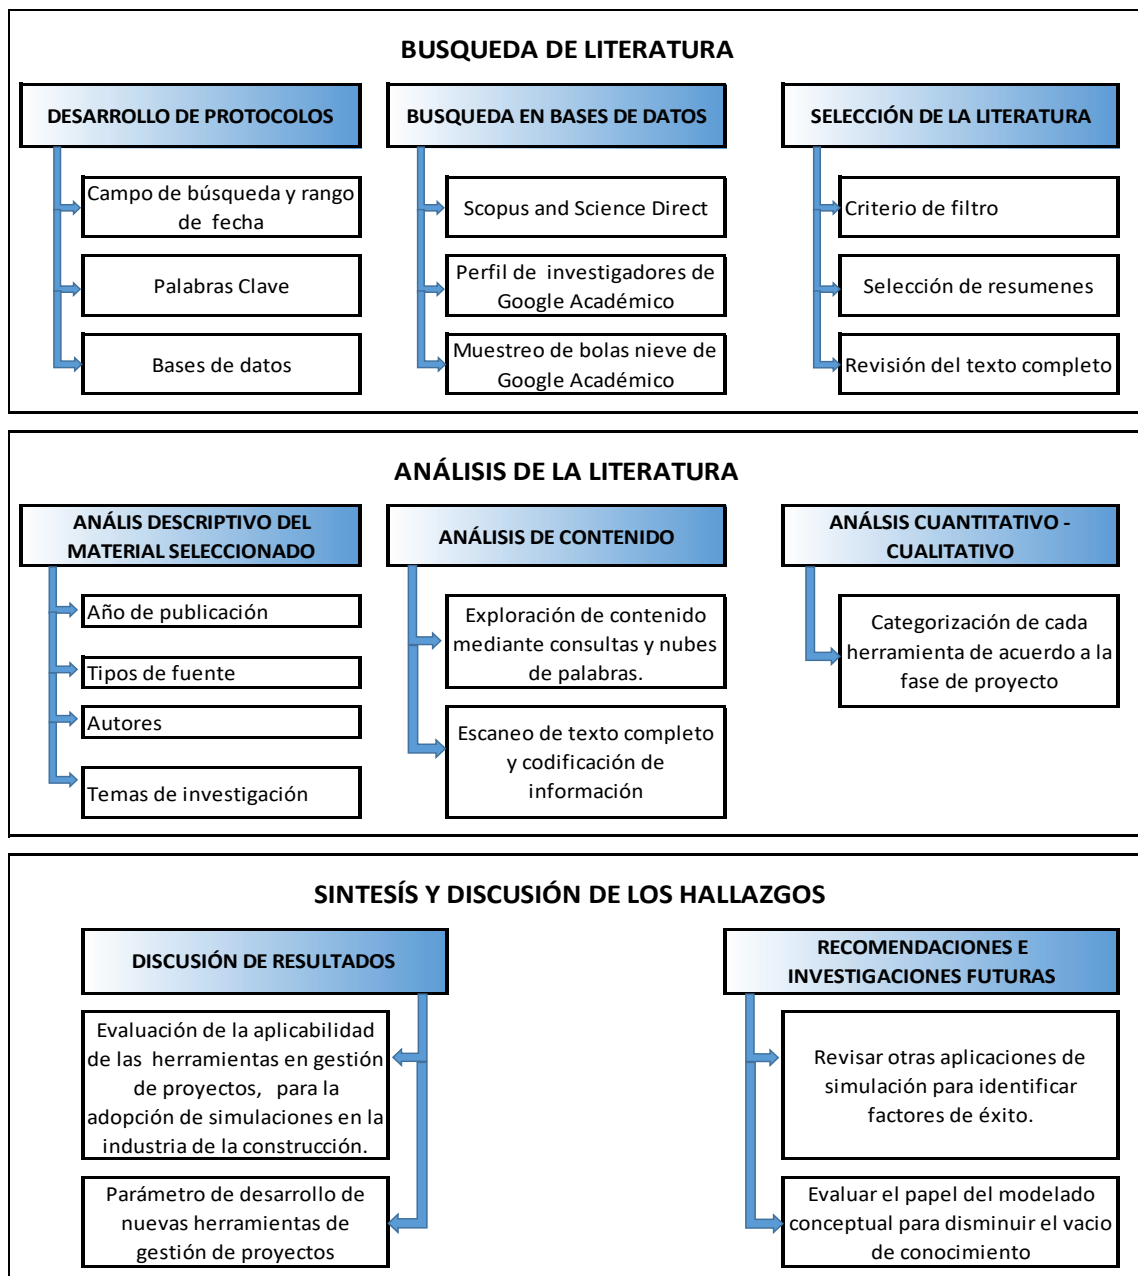 BUSQUEDA DE LITERATURA
DESARROLLO DE PROTOCOLOS
Campo de búsqueda y rango
de fecha
Palabras Clave
Bases de datos
BUSQUEDA EN BASES DE DATOS
Scopus and Science Direct
Perfil de investigadores de
Google Académico
Muestreo de bolas nieve de
Google Académico
SELECCIÓN DE LA LITERATURA
Criterio de filtro
Selección de resumenes
Revisión del texto completo
ANÁLISIS DE LA LITERATURA
ANÁLIS DESCRIPTIVO DEL
MATERIAL SELECCIONADO
Año de publicación
Tipos de fuente
Autores
Temas de investigación
ANÁLISIS DE CONTENIDO
Exploración de contenido
mediante consultas y nubes
de palabras.
Escaneo de texto completo
y codificación de
información
ANÁLSIS CUANTITATIVO -
CUALITATIVO
Categorización de cada
herramienta de acuerdo a la
fase de proyecto
SINTESÍS Y DISCUSIÓN DE LOS HALLAZGOS
DISCUSIÓN DE RESULTADOS
Evaluación de la aplicabilidad
de las herramientas en gestión
de proyectos, para la
adopción de simulaciones en la
industria de la construcción.
Parámetro de desarrollo de
nuevas herramientas de
gestión de proyectos
RECOMENDACIONES E
INVESTIGACIONES FUTURAS
Revisar otras aplicaciones de
simulación para identificar
factores de éxito.
Evaluar el papel del modelado
conceptual para disminuir el vacio
de conocimiento